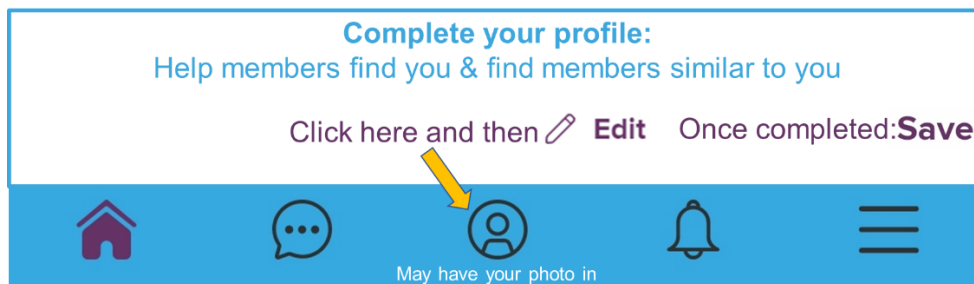 Complete your profile:
Help members find you & find members similar to you
Click here and then Edit Once completed:Save
May have your photo in